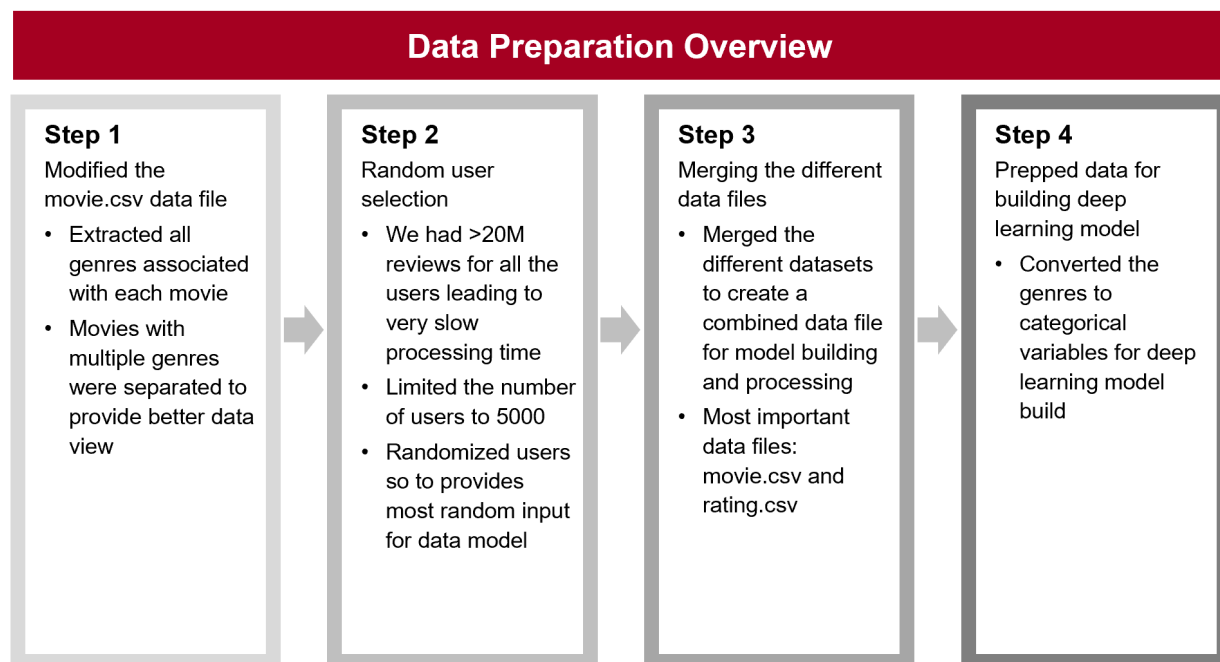 Data Preparation Overview
Step 1
Modified the
movie.csv data file
• Extracted all
genres associated
with each movie
• Movies with
multiple genres
were separated to
provide better data
view
Step 2
Random user
selection
• We had >20M
reviews for all the
users leading to
very slow
processing time
• Limited the number
of users to 5000
• Randomized users
so to provides
most random input
for data model
Step 3
Merging the different
data files
• Merged the
different datasets
to create a
combined data file
for model building
and processing
• Most important
data files:
movie.csv and
rating.csv
Step 4
Prepped data for
building deep
learning model
• Converted the
genres to
categorical
variables for deep
learning model
build